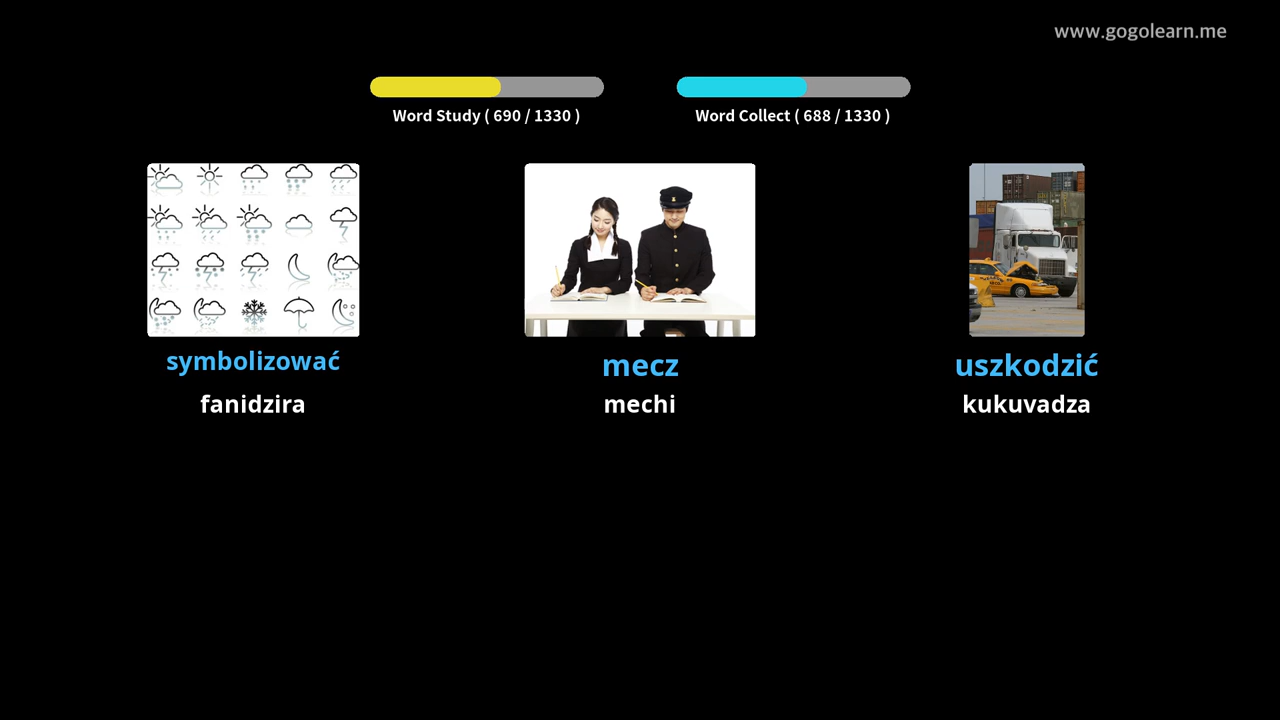 www.gogolearn.me
Word Study ( 690 / 1330 )
Word Collect ( 688 / 1330 )
symbolizować
mecz
uszkodzić
fanidzira
mechi
kukuvadza